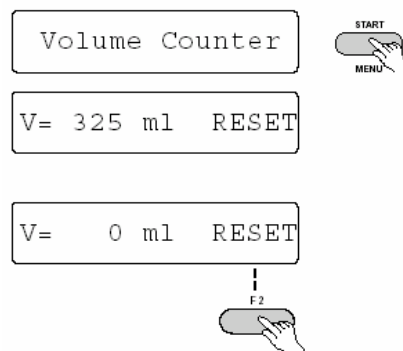 Volume Counter
START
MENU
V= 325 ml RESET
V= 0 ml RESET
F2